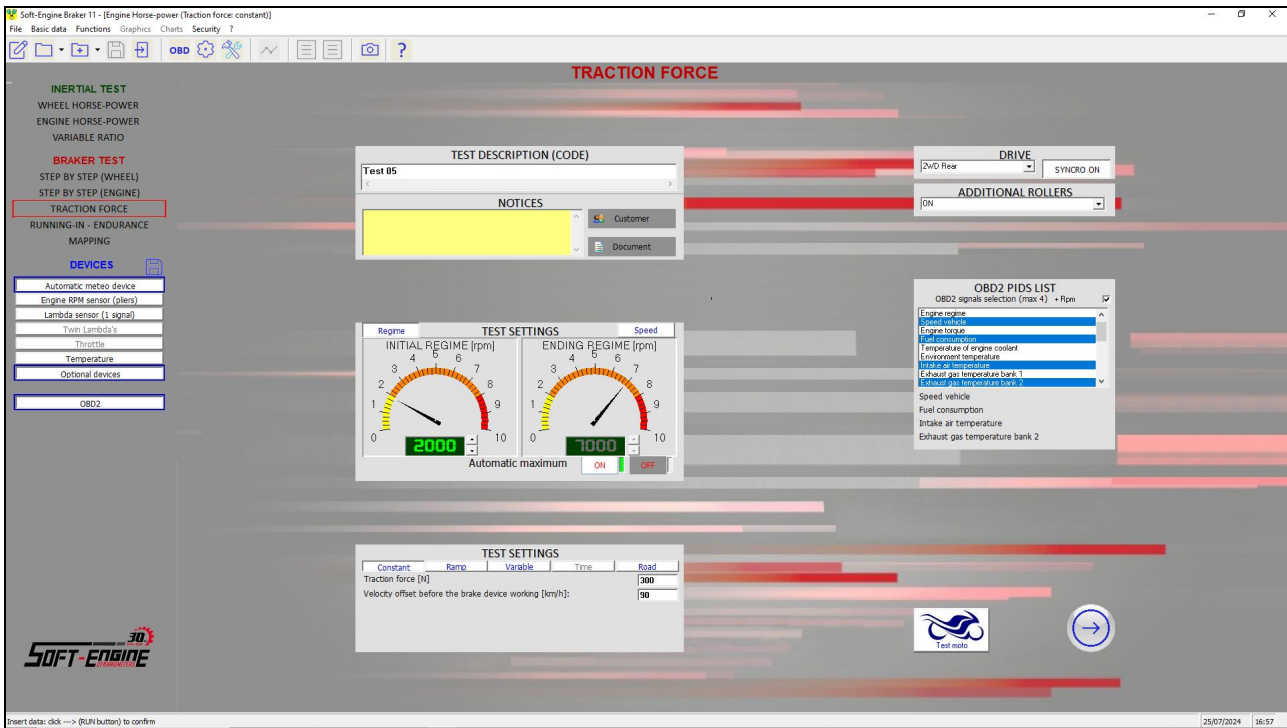 Soft-Engine Braker 11 - [Engine Horse-power (Traction force: constant)]
File Basic data Functions Graphics Charts Security ?
OBD ?
TRACTION FORCE
INERTIAL TEST
WHEEL HORSE-POWER
ENGINE HORSE-POWER
VARIABLE RATIO
BRAKER TEST
STEP BY STEP (WHEEL)
STEP BY STEP (ENGINE)
TRACTION FORCE
RUNNING-IN - ENDURANCE
MAPPING
DEVICES
Automatic meteo device
Engine RPM sensor (pliers)
Lambda sensor (1 signal)
Twin Lambda's
Throttle
Temperature
Optional devices
OBD2
30
SOFT-ENGINE
DYNAMOMETERS
TEST DESCRIPTION (CODE)
Test 05
NOTICES
Customer
Document
Regime TEST SETTINGS Speed
INITIAL REGIME [rpm] ENDING REGIME [rpm]
0 1 2 3 4 5 6 7 8 9 10
0 1 2 3 4 5 6 7 8 9 10
2000 7000
Automatic maximum ON OFF
TEST SETTINGS
Constant Ramp Variable Time Road
Traction force [N] 300
Velocity offset before the brake device working [km/h]: 90
DRIVE
2WD Rear SYNCRO ON
ADDITIONAL ROLLERS
ON
OBD2 PIDS LIST
OBD2 signals selection (max 4) + Rpm
Engine regime
Speed vehicle
Engine torque
Fuel consumption
Temperature of engine coolant
Environment temperature
Intake air temperature
Exhaust gas temperature bank 1
Exhaust gas temperature bank 2
Speed vehicle
Fuel consumption
Intake air temperature
Exhaust gas temperature bank 2
Test moto
Insert data: click ---> (RUN button) to confirm
25/07/2024 16:57